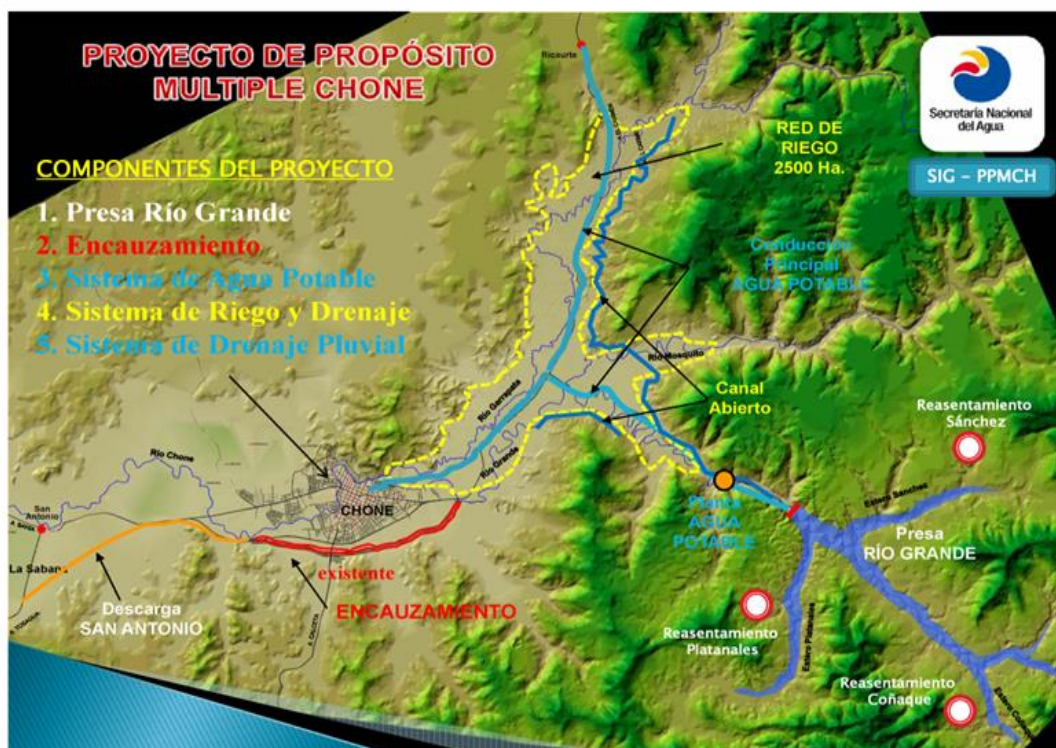 PROYECTO DE PROPÓSITO
MULTIPLE CHONE
Ricaurte
Secretaría Nacional
del Agua
SIG – PPMCH
COMPONENTES DEL PROYECTO
1. Presa Río Grande
2. Encauzamiento
3. Sistema de Agua Potable
4. Sistema de Riego y Drenaje
5. Sistema de Drenaje Pluvial
RED DE
RIEGO
2500 Ha.
Conducción
Principal
AGUA POTABLE
Río Mosquito
Río Garrapata
Canal
Abierto
Río Grande
Reasentamiento
Sánchez
Río Chone
CHONE
San
Antonio
Planta
AGUA
POTABLE
Estero Sánchez
Presa
RÍO GRANDE
La Sabana
existente
ENCAUZAMIENTO
Descarga
SAN ANTONIO
A. CALCETA
A. TOSAGUA
Reasentamiento
Platanales
Estero Platanales
Reasentamiento
Coñaque